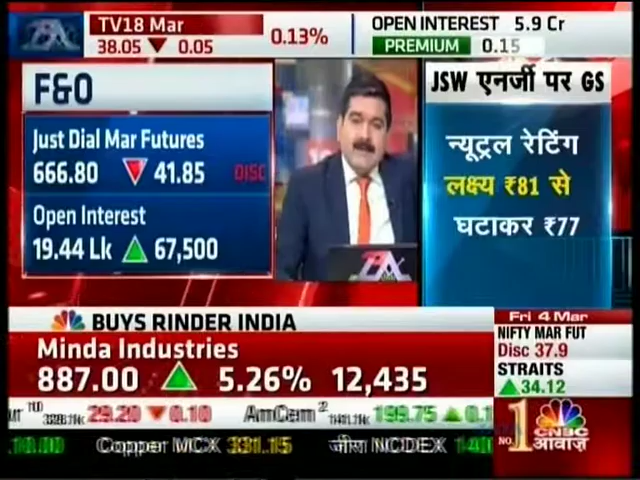 TV18 Mar
38.05 ▼ 0.05
0.13%
OPEN INTEREST 5.9 Cr
PREMIUM 0.15
F&O
Just Dial Mar Futures
666.80 ▼ 41.85 DISC
Open Interest
19.44 Lk ▲ 67,500
JSW एनर्जी पर GS
न्यूट्रल रेटिंग
लक्ष्य ₹81 से
घटाकर ₹77
BUYS RINDER INDIA
Minda Industries
887.00 ▲ 5.26% 12,435
Fri 4 Mar
NIFTY MAR FUT
Disc 37.9
STRAITS
▲ 34.12
29.20 ▼ 0.10 AmCem 199.75 ▲
Copper MCX 331.15 जीरा NCDEX
NO.1 CNBC
आवाज़